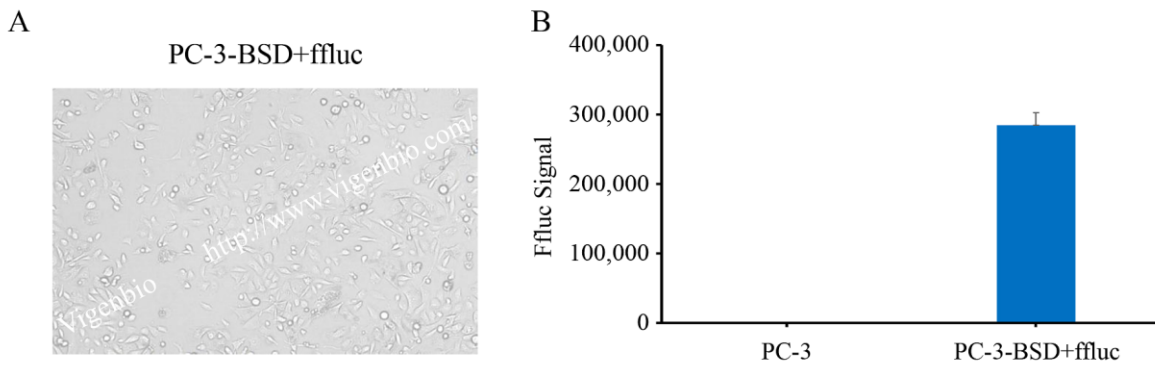 A
PC-3-BSD+ffluc
Vigenbio
http://www.vigenbio.com/
B
Ffluc Signal
400,000
300,000
200,000
100,000
0
PC-3
PC-3-BSD+ffluc